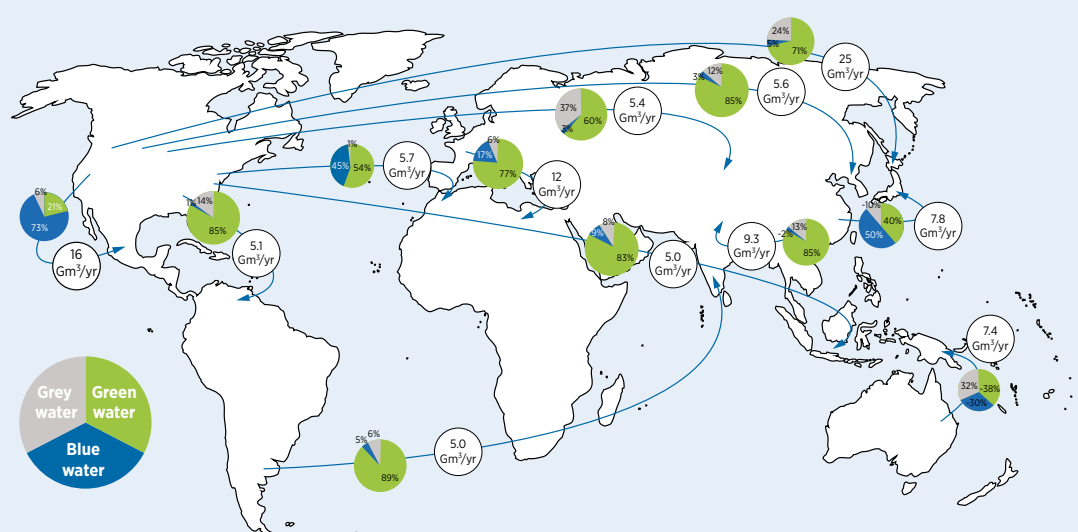 24%
5%
71%
25
Gm³/yr
12%
3%
85%
5.6
Gm³/yr
37%
3%
60%
5.4
Gm³/yr
1%
45%
54%
5.7
Gm³/yr
6%
17%
77%
12
Gm³/yr
6%
21%
73%
16
Gm³/yr
1%
14%
85%
5.1
Gm³/yr
8%
9%
83%
5.0
Gm³/yr
9.3
Gm³/yr
13%
-2%
85%
-10%
40%
50%
7.8
Gm³/yr
7.4
Gm³/yr
32%
-38%
-30%
Grey
water
Green
water
Blue
water
5%
6%
89%
5.0
Gm³/yr